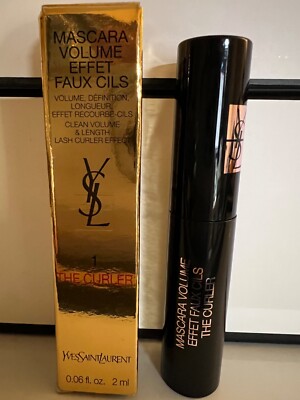 MASCARA
VOLUME
EFFET
FAUX CILS
VOLUME, DÉFINITION,
LONGUEUR,
EFFET RECOURBE-CILS
CLEAN VOLUME
& LENGTH
LASH CURLER EFFECT
YSL
1
THE CURLER
YVESSAINTLAURENT
0.06 fl. oz. 2 ml
YSL
MASCARA VOLUME
EFFET FAUX CILS
THE CURLER